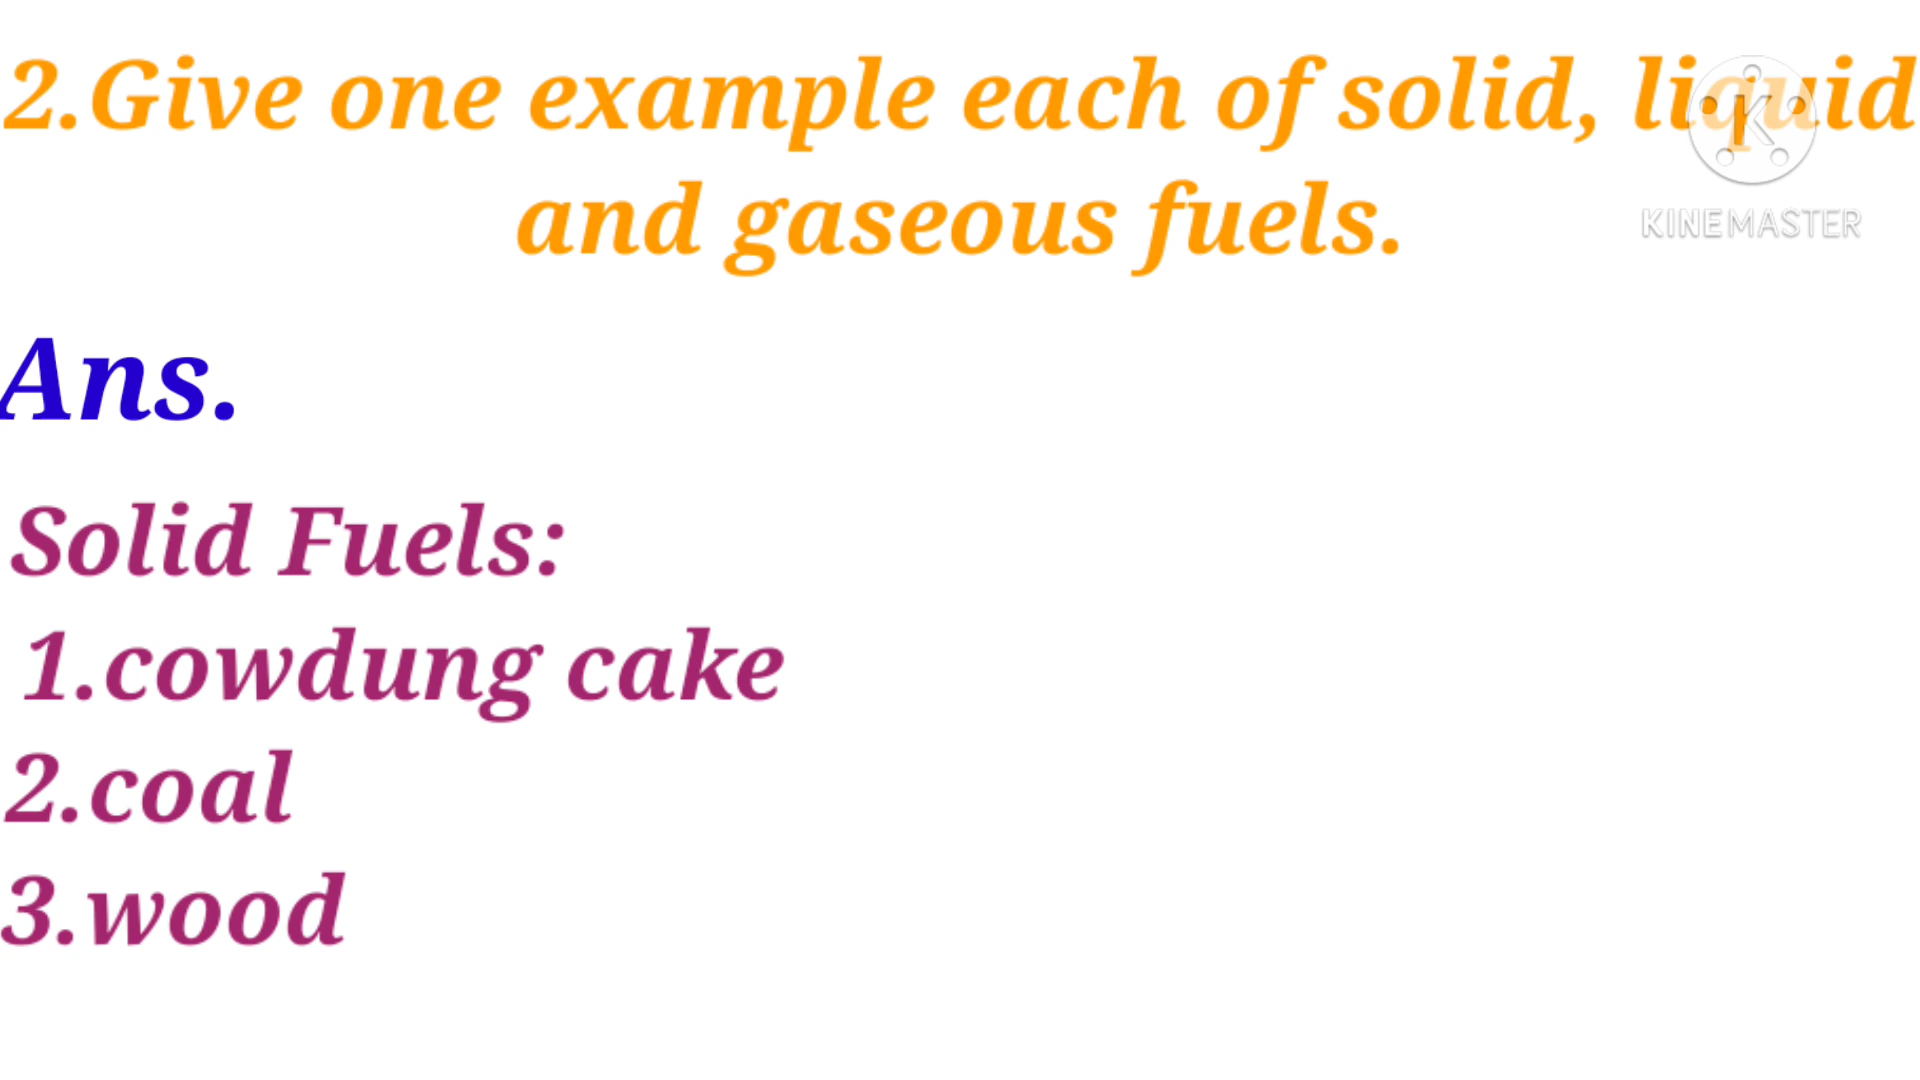 2.Give one example each of solid, liquid
and gaseous fuels.
KINEMASTER
Ans.
Solid Fuels:
1.cowdung cake
2.coal
3.wood